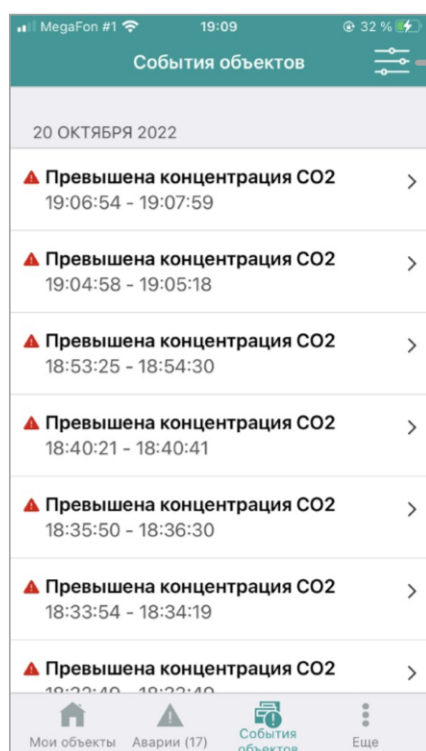 MegaFon #1 19:09 32 %
События объектов
20 ОКТЯБРЯ 2022
Превышена концентрация CO2
19:06:54 - 19:07:59
Превышена концентрация CO2
19:04:58 - 19:05:18
Превышена концентрация CO2
18:53:25 - 18:54:30
Превышена концентрация CO2
18:40:21 - 18:40:41
Превышена концентрация CO2
18:35:50 - 18:36:30
Превышена концентрация CO2
18:33:54 - 18:34:19
Превышена концентрация CO2
Мои объекты Аварии (17) События объектов Еще